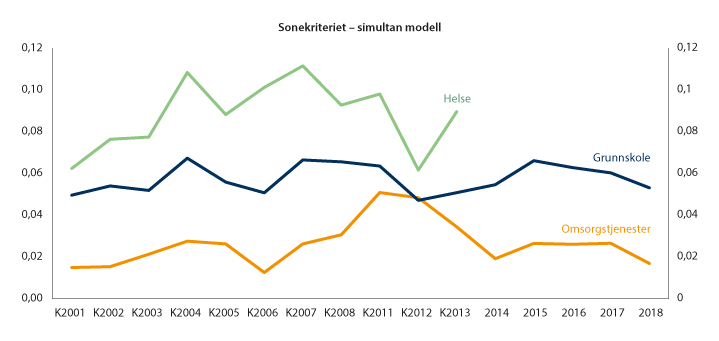 Sonekriteriet – simultan modell
0,12 0,12
0,10 0,1
Helse
0,08 0,08
Grunnskole
0,06 0,06
0,04 0,04
Omsorgstjenester
0,02 0,02
0,00 0
K2001 K2002 K2003 K2004 K2005 K2006 K2007 K2008 K2011 K2012 K2013 2014 2015 2016 2017 2018